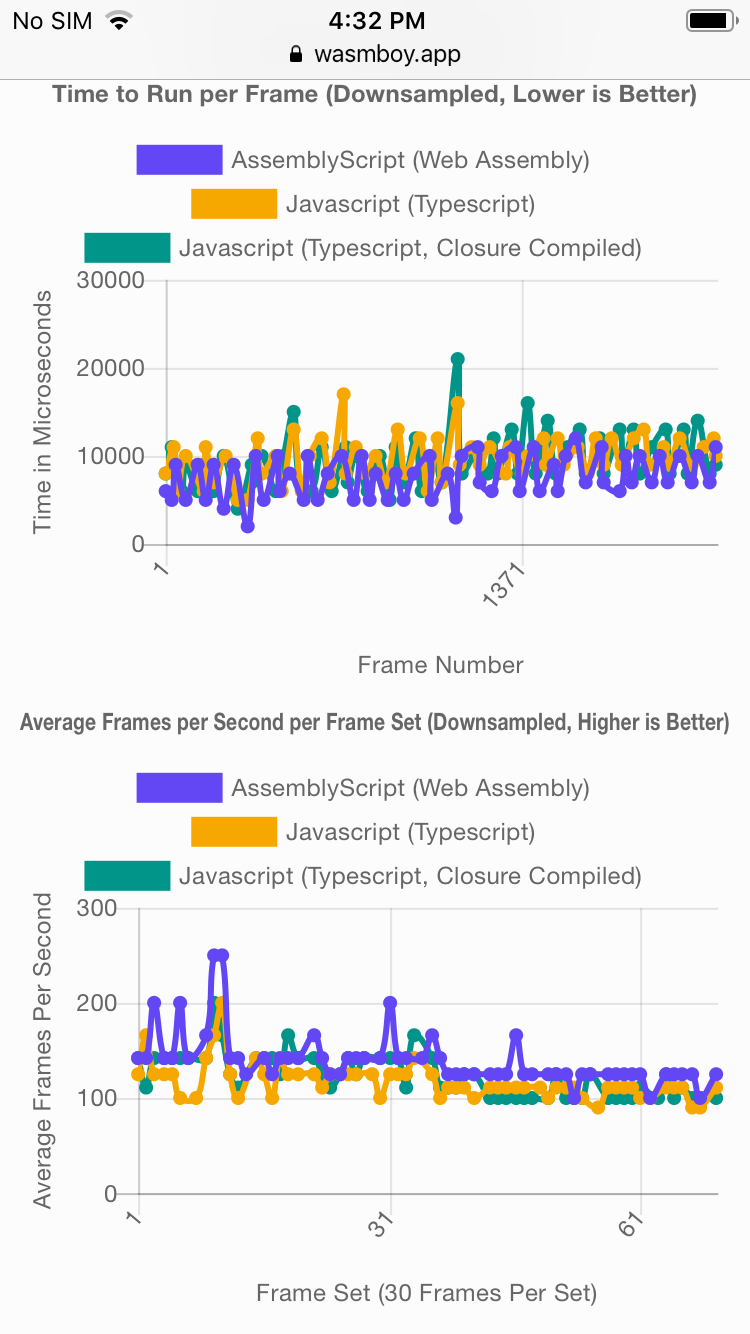 No SIM 4:32 PM
wasmboy.app
Time to Run per Frame (Downsampled, Lower is Better)
AssemblyScript (Web Assembly)
Javascript (Typescript)
Javascript (Typescript, Closure Compiled)
Time in Microseconds
30000
20000
10000
0
1
1371
Frame Number
Average Frames per Second per Frame Set (Downsampled, Higher is Better)
AssemblyScript (Web Assembly)
Javascript (Typescript)
Javascript (Typescript, Closure Compiled)
Average Frames Per Second
300
200
100
0
1
31
61
Frame Set (30 Frames Per Set)